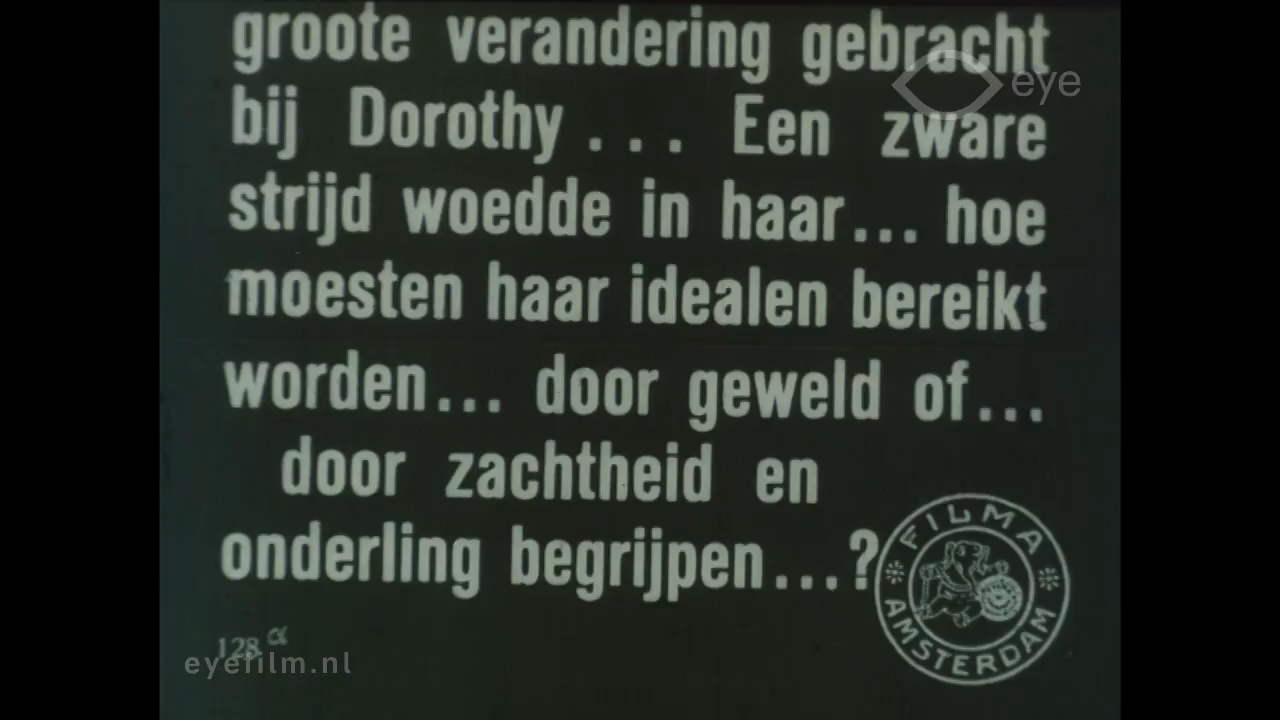 groote verandering gebracht
bij Dorothy... Een zware
strijd woedde in haar... hoe
moesten haar idealen bereikt
worden... door geweld of...
door zachtheid en
onderling begrijpen...?
eye
FILMA
AMSTERDAM
128 α
eyefilm.nl